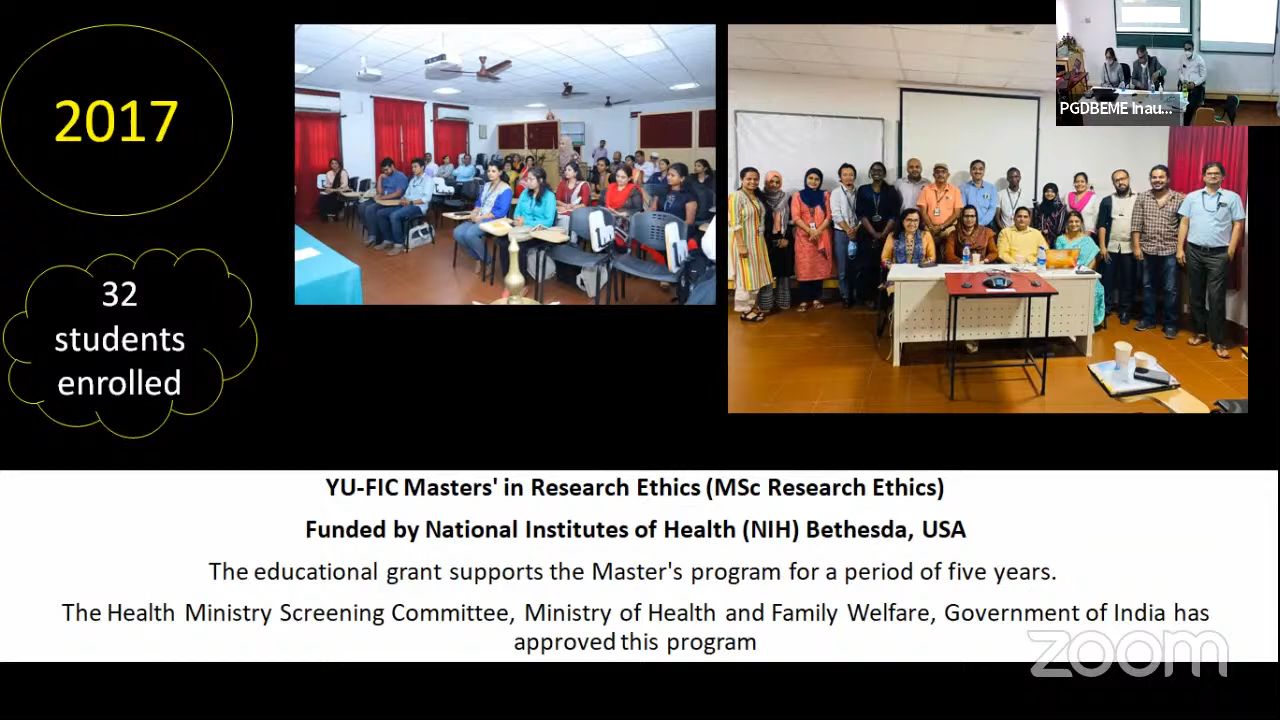 2017
32
students
enrolled
PGDBEME Inau...
YU-FIC Masters' in Research Ethics (MSc Research Ethics)
Funded by National Institutes of Health (NIH) Bethesda, USA
The educational grant supports the Master's program for a period of five years.
The Health Ministry Screening Committee, Ministry of Health and Family Welfare, Government of India has
approved this program
zoom